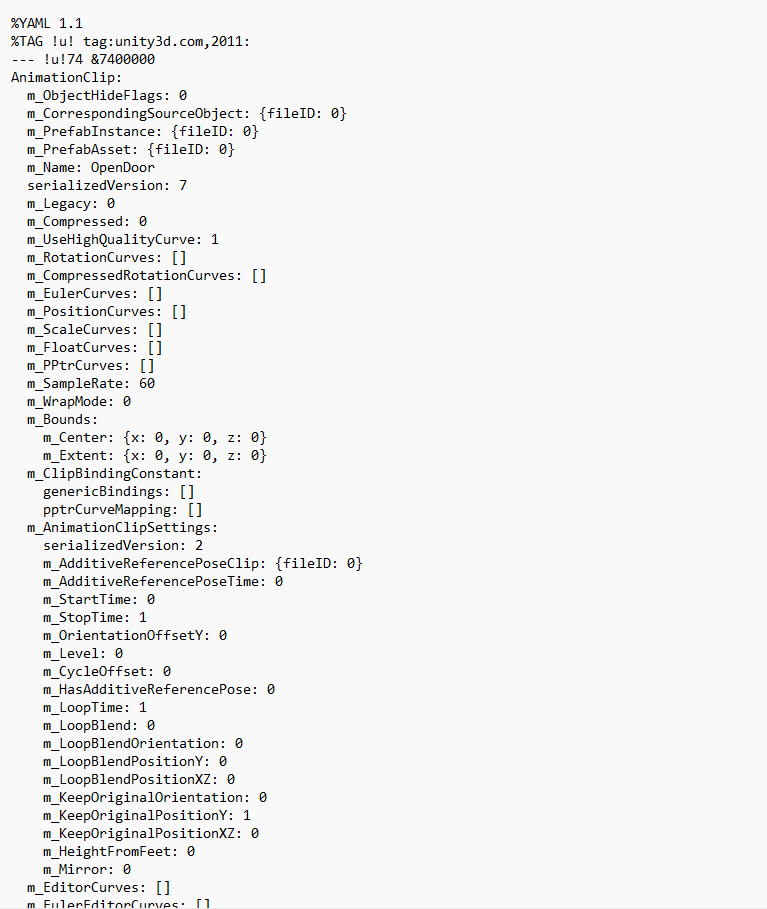 %YAML 1.1
%TAG !u! tag:unity3d.com,2011:
--- !u!74 &7400000
AnimationClip:
  m_ObjectHideFlags: 0
  m_CorrespondingSourceObject: {fileID: 0}
  m_PrefabInstance: {fileID: 0}
  m_PrefabAsset: {fileID: 0}
  m_Name: OpenDoor
  serializedVersion: 7
  m_Legacy: 0
  m_Compressed: 0
  m_UseHighQualityCurve: 1
  m_RotationCurves: []
  m_CompressedRotationCurves: []
  m_EulerCurves: []
  m_PositionCurves: []
  m_ScaleCurves: []
  m_FloatCurves: []
  m_PPtrCurves: []
  m_SampleRate: 60
  m_WrapMode: 0
  m_Bounds:
    m_Center: {x: 0, y: 0, z: 0}
    m_Extent: {x: 0, y: 0, z: 0}
  m_ClipBindingConstant:
    genericBindings: []
    pptrCurveMapping: []
  m_AnimationClipSettings:
    serializedVersion: 2
    m_AdditiveReferencePoseClip: {fileID: 0}
    m_AdditiveReferencePoseTime: 0
    m_StartTime: 0
    m_StopTime: 1
    m_OrientationOffsetY: 0
    m_Level: 0
    m_CycleOffset: 0
    m_HasAdditiveReferencePose: 0
    m_LoopTime: 1
    m_LoopBlend: 0
    m_LoopBlendOrientation: 0
    m_LoopBlendPositionY: 0
    m_LoopBlendPositionXZ: 0
    m_KeepOriginalOrientation: 0
    m_KeepOriginalPositionY: 1
    m_KeepOriginalPositionXZ: 0
    m_HeightFromFeet: 0
    m_Mirror: 0
  m_EditorCurves: []
  m_EulerEditorCurves: []